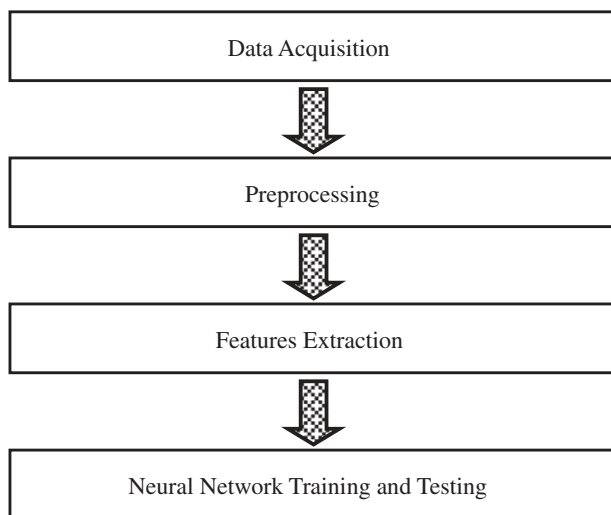 Data Acquisition
Preprocessing
Features Extraction
Neural Network Training and Testing